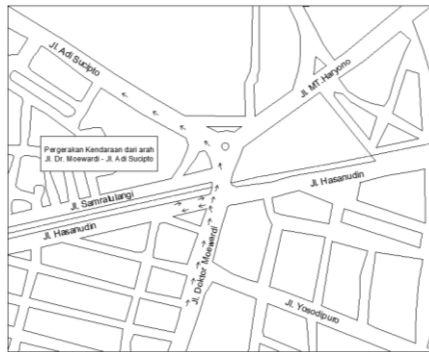 Jl. Adi Sucipto
Jl. MT.Haryono
Pergerakan Kendaraan dari arah
Jl. Dr. Moewardi - Jl. Adi Sucipto
Jl. Hasanudin
Jl. Samratulangi
Jl. Hasanudin
Jl. Doktor Moewardi
Jl. Yosodipuro